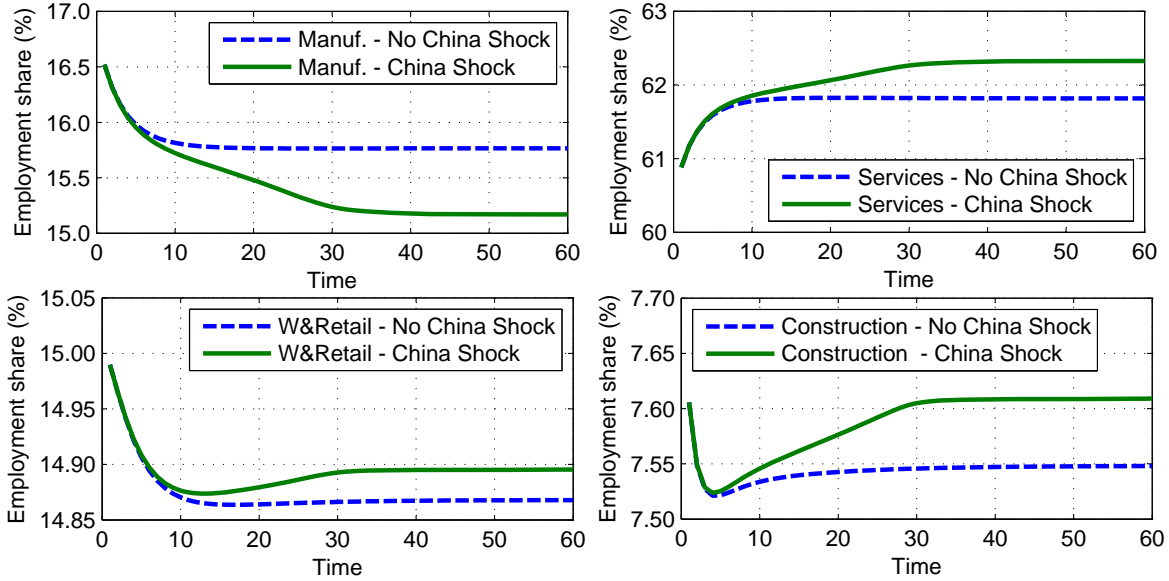 Employment share (%)
17.0
16.5
16.0
15.5
15.0
0 10 20 30 40 50 60
Time
Manuf. - No China Shock
Manuf. - China Shock
Employment share (%)
63
62
61
60
0 10 20 30 40 50 60
Time
Services - No China Shock
Services - China Shock
Employment share (%)
15.05
15.00
14.95
14.90
14.85
0 10 20 30 40 50 60
Time
W&Retail - No China Shock
W&Retail - China Shock
Employment share (%)
7.70
7.65
7.60
7.55
7.50
0 10 20 30 40 50 60
Time
Construction - No China Shock
Construction - China Shock